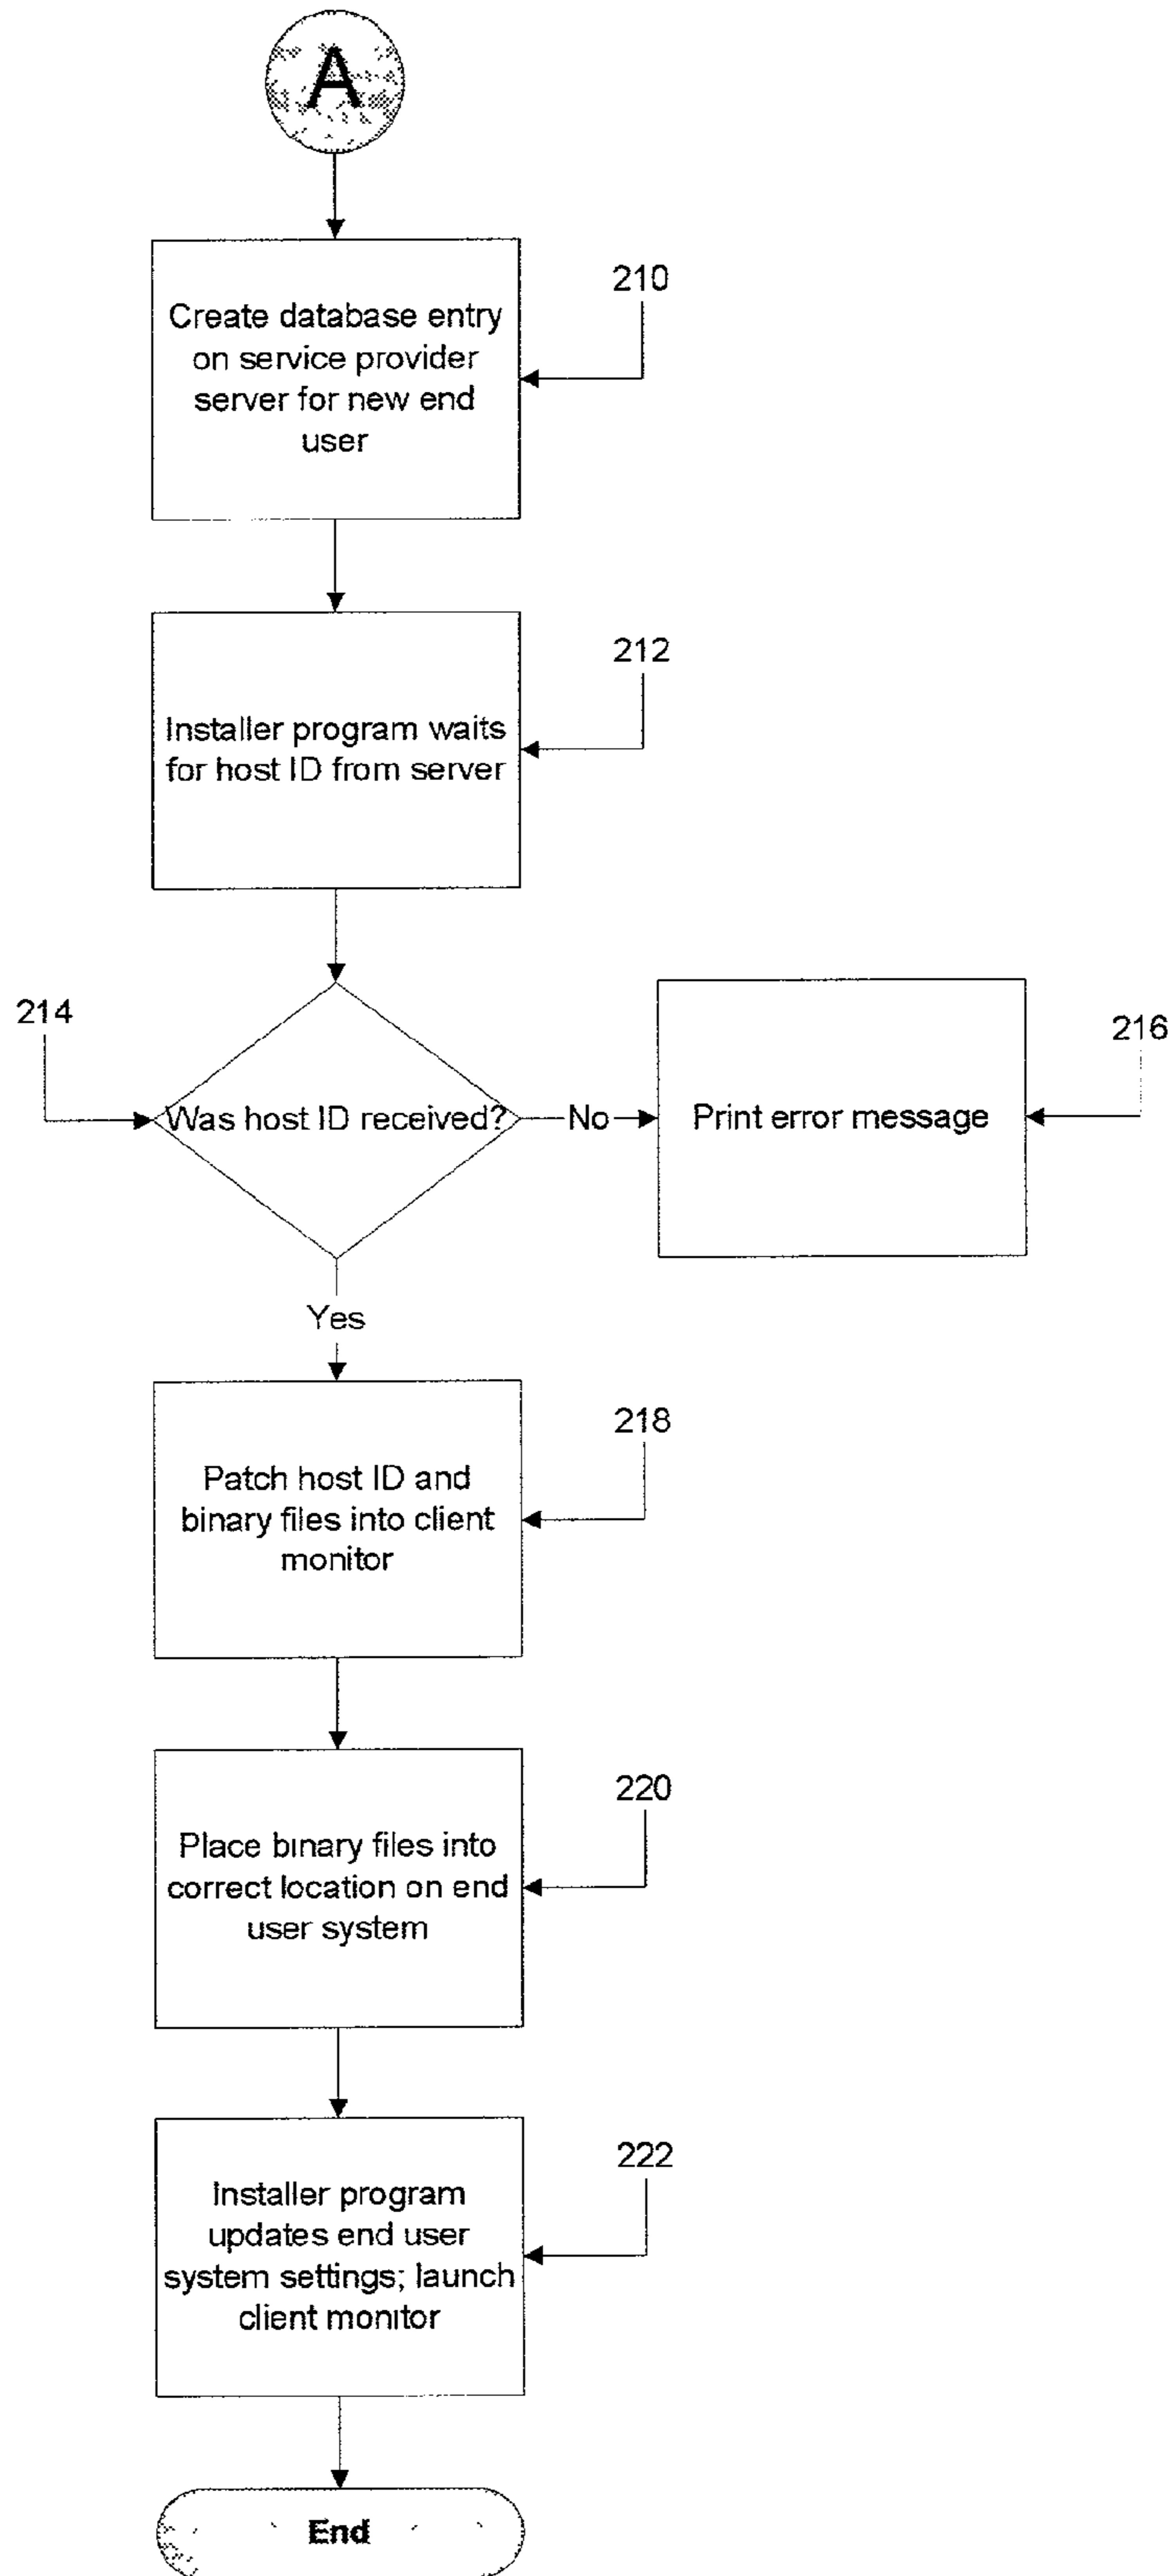 A
210
Create database entry
on service provider
server for new end
user
212
Installer program waits
for host ID from server
214
Was host ID received?
No
Print error message
216
Yes
218
Patch host ID and
binary files into client
monitor
220
Place binary files into
correct location on end
user system
222
Installer program
updates end user
system settings; launch
client monitor
End